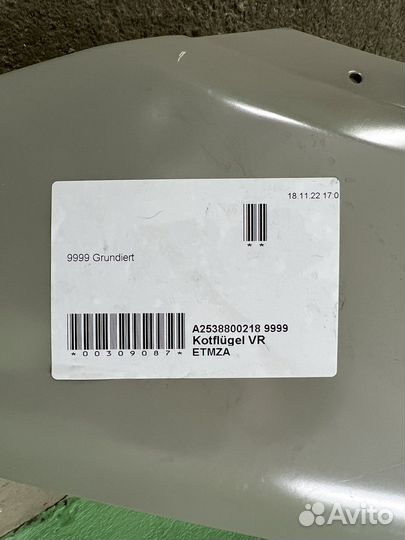 18.11.22 17:0
* *
9999 Grundiert
A2538800218 9999
Kotflügel VR
ETMZA
*00309087*
Avito